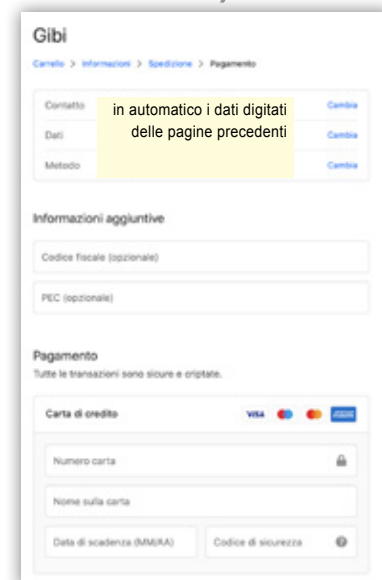 Gibi
Carrello > Informazioni > Spedizione > Pagamento
Contatto
in automatico i dati digitati
Cambia
Dati
delle pagine precedenti
Cambia
Metodo
Cambia
Informazioni aggiuntive
Codice fiscale (opzionale)
PEC (opzionale)
Pagamento
Tutte le transazioni sono sicure e criptate.
Carta di credito
VISA
Numero carta
Nome sulla carta
Data di scadenza (MM/AA)
Codice di sicurezza
?